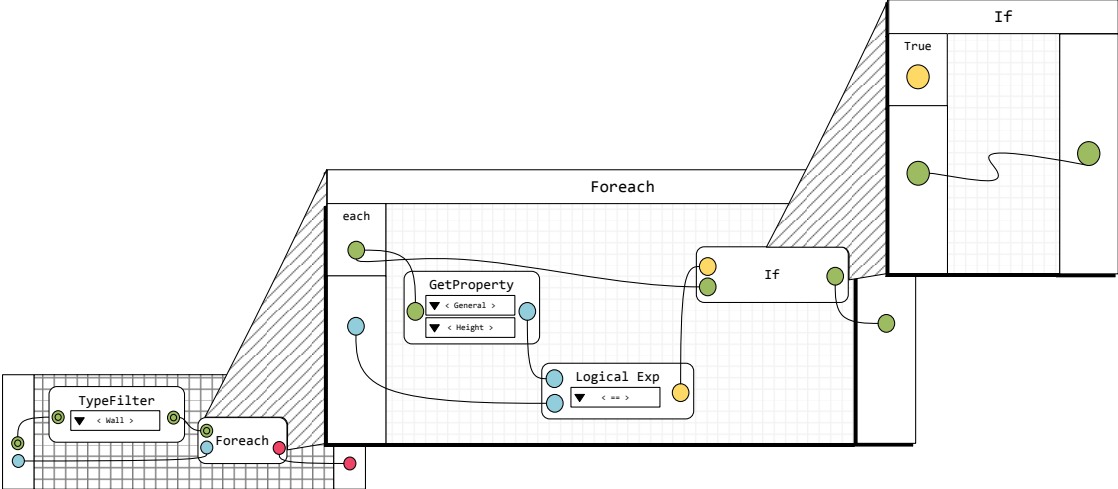 If
True
Foreach
each
GetProperty
< General >
< Height >
If
Logical Exp
< == >
TypeFilter
< Wall >
Foreach